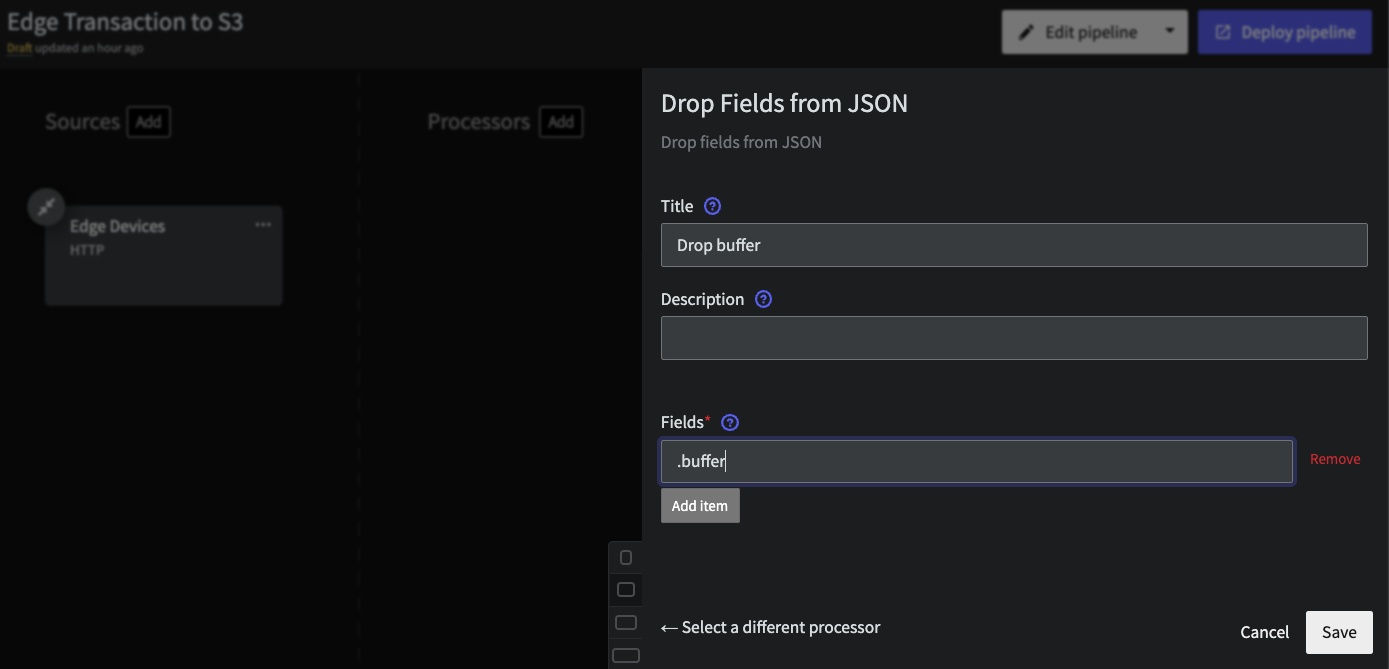 Edge Transaction to S3
Draft updated an hour ago
Edit pipeline
Deploy pipeline
Sources Add
Processors Add
Edge Devices
HTTP
Drop Fields from JSON
Drop fields from JSON
Title
Drop buffer
Description
Fields*
.buffer
Remove
Add item
← Select a different processor
Cancel
Save